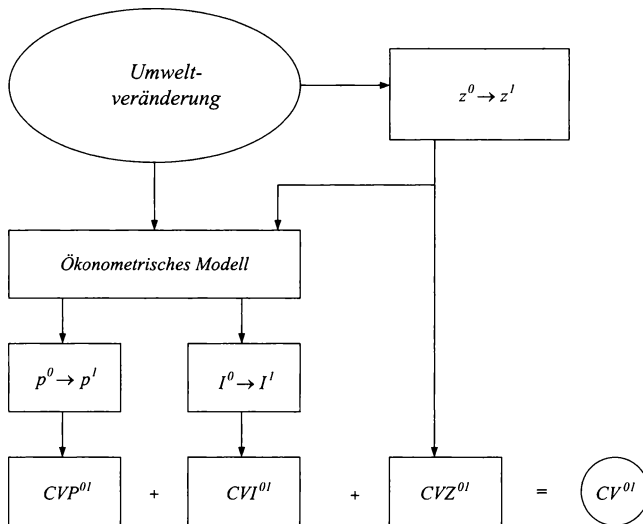 Umwelt-
veränderung
z⁰ → z¹
Ökonometrisches Modell
p⁰ → p¹
I⁰ → I¹
CVP⁰¹ + CVI⁰¹ + CVZ⁰¹ = CV⁰¹